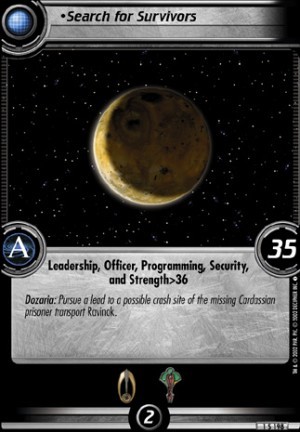 •Search for Survivors
A
35
Leadership, Officer, Programming, Security,
and Strength>36
Dozaria: Pursue a lead to a possible crash site of the missing Cardassian
prisoner transport Ravinok.
2